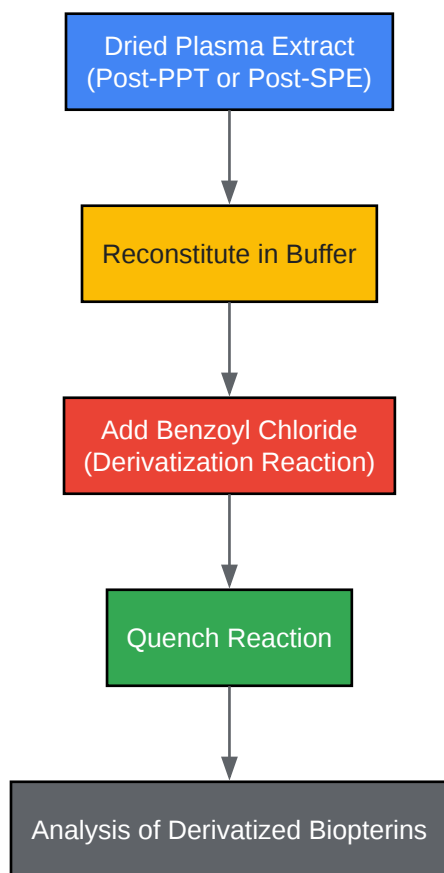 Dried Plasma Extract
(Post-PPT or Post-SPE)
Reconstitute in Buffer
Add Benzoyl Chloride
(Derivatization Reaction)
Quench Reaction
Analysis of Derivatized Biopterins